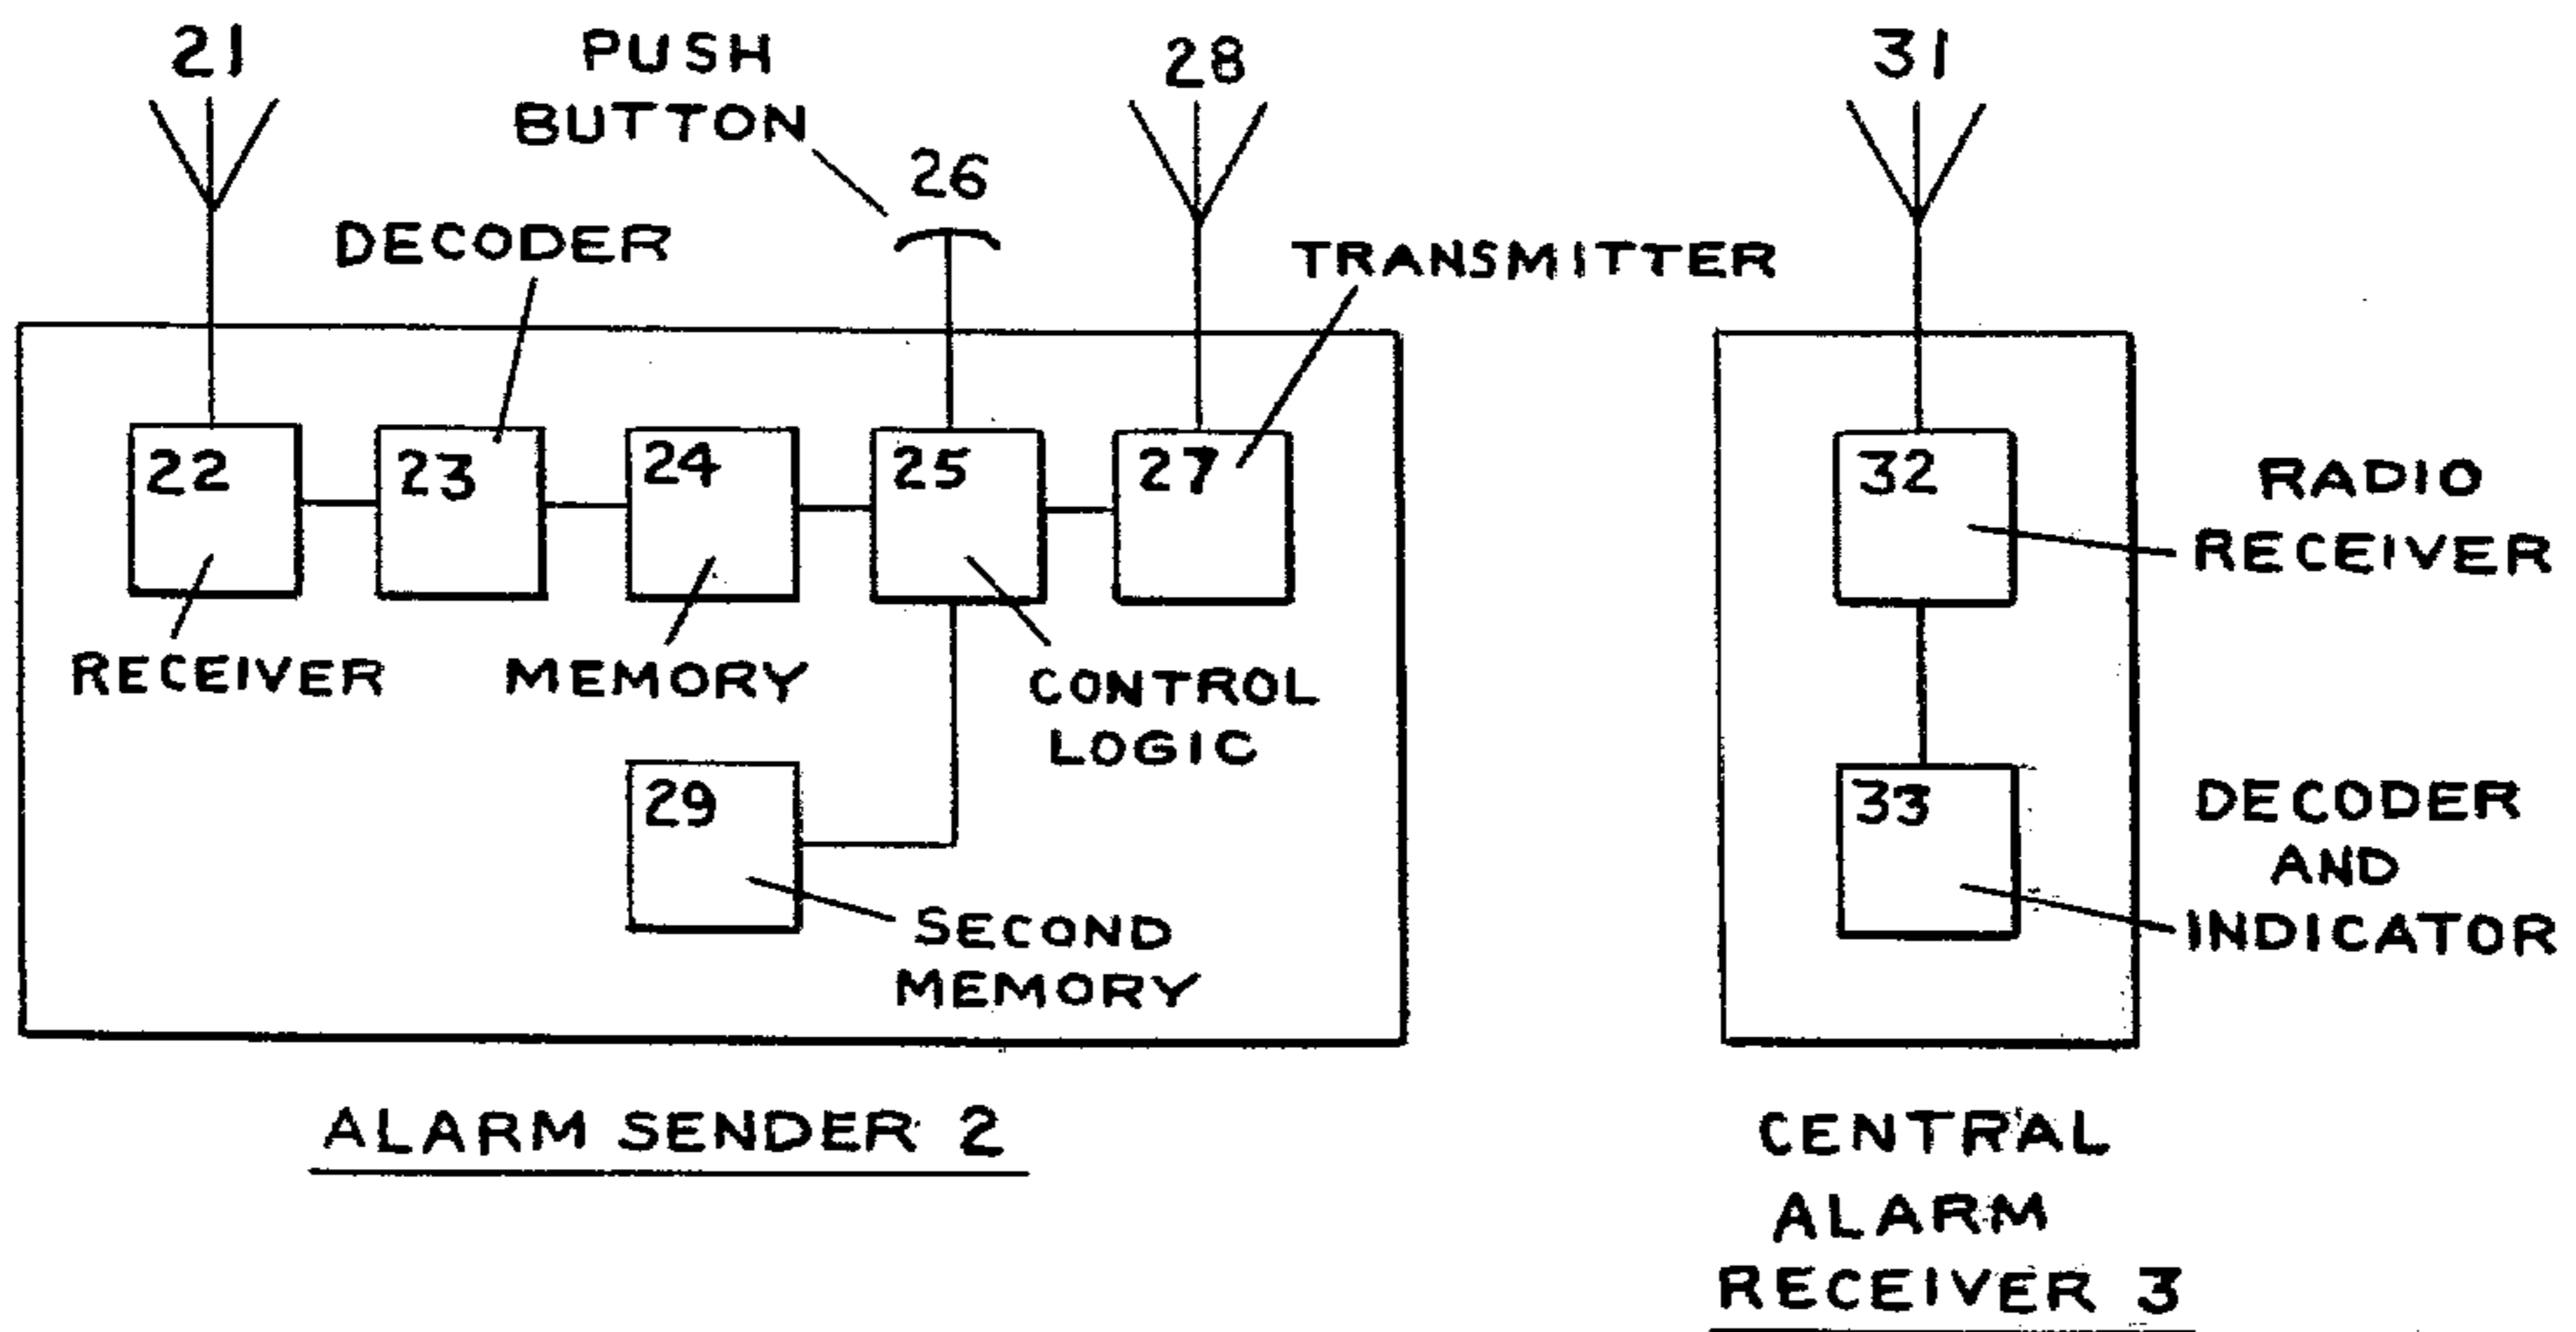 21
PUSH
BUTTON
26
28
31
DECODER
TRANSMITTER
22
23
24
25
27
32
RADIO
RECEIVER
RECEIVER
MEMORY
CONTROL
LOGIC
29
SECOND
MEMORY
33
DECODER
AND
INDICATOR
ALARM SENDER 2
CENTRAL
ALARM
RECEIVER 3